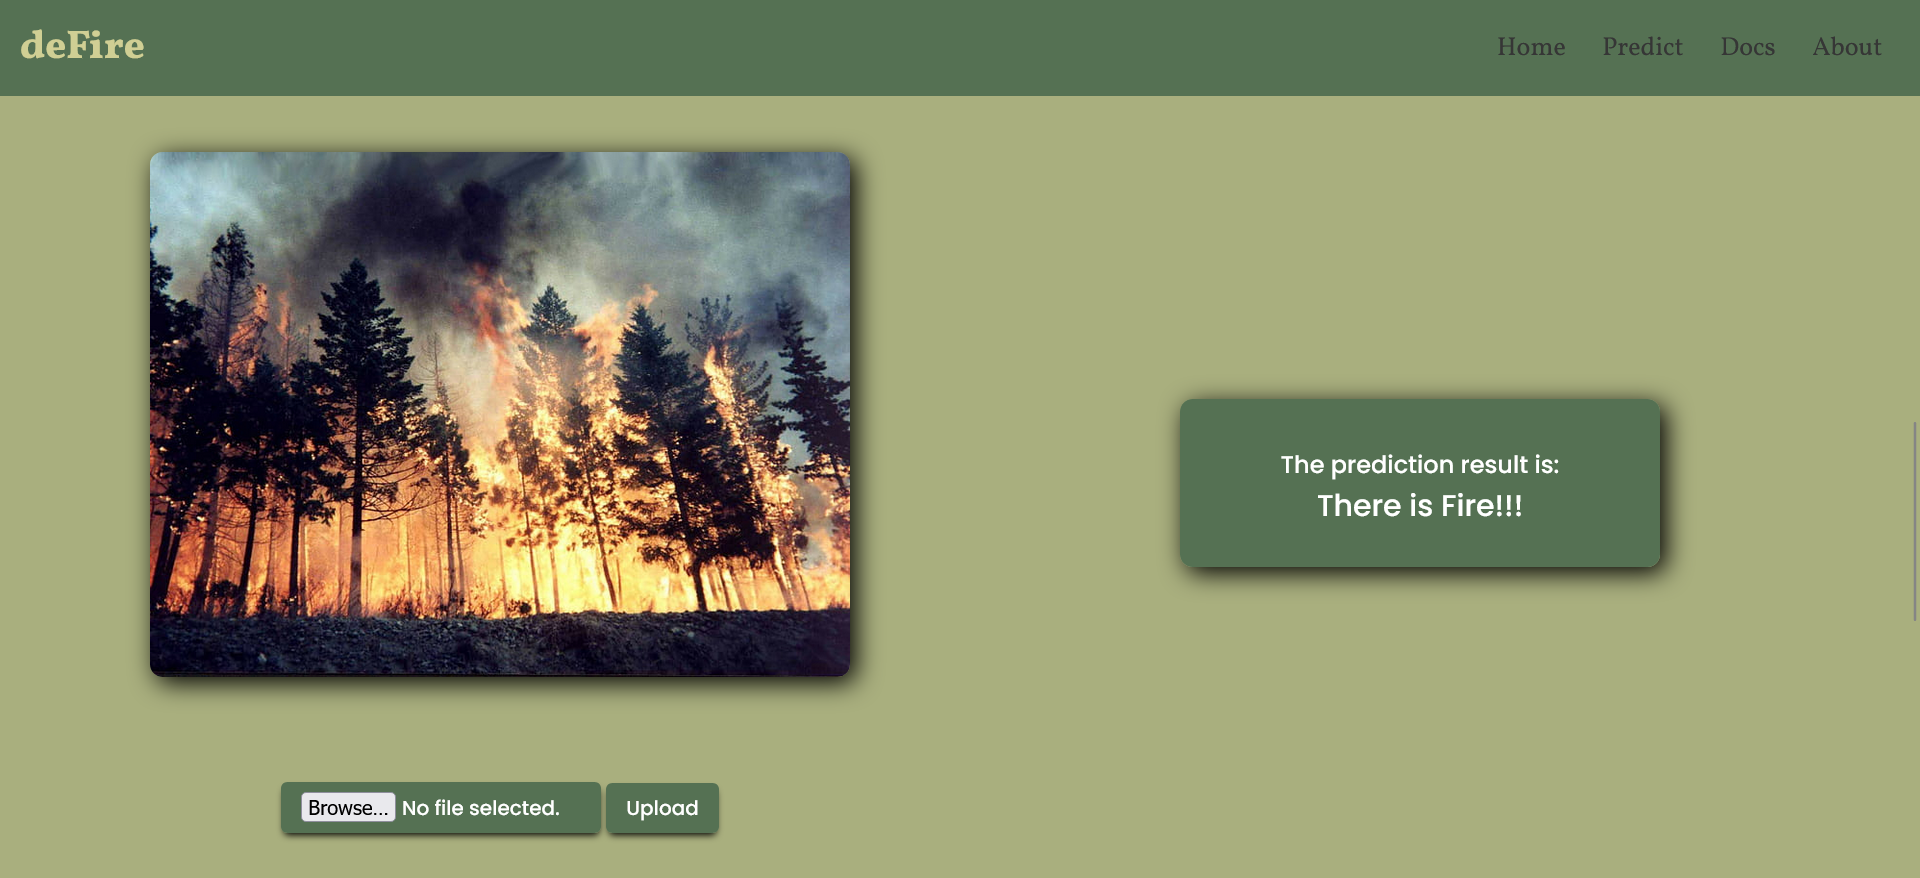 deFire
Home Predict Docs About
The prediction result is:
There is Fire!!!
Browse... No file selected. Upload